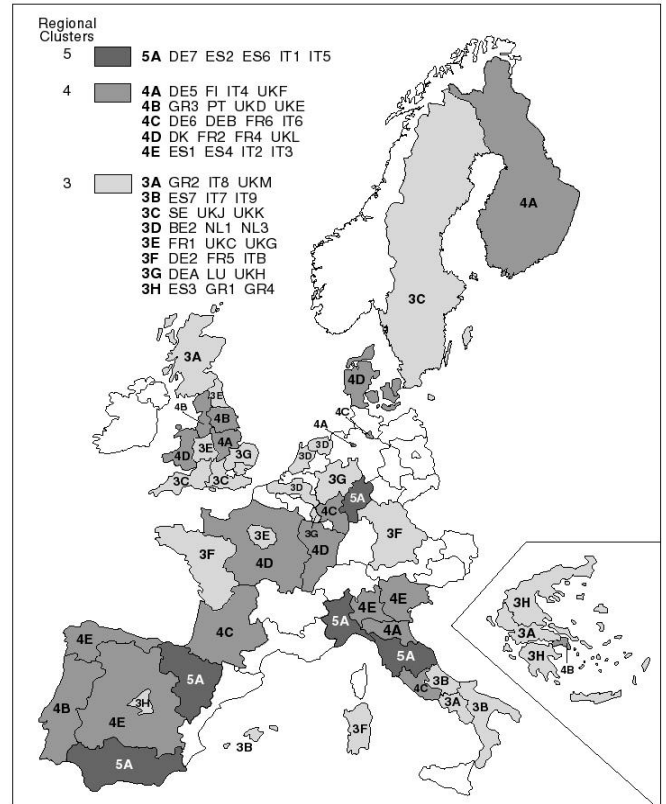 Regional
Clusters
5 5A DE7 ES2 ES6 IT1 IT5
4 4A DE5 FI IT4 UKF
4B GR3 PT UKD UKE
4C DE6 DEB FR6 IT6
4D DK FR2 FR4 UKL
4E ES1 ES4 IT2 IT3
3 3A GR2 IT8 UKM
3B ES7 IT7 IT9
3C SE UKJ UKK
3D BE2 NL1 NL3
3E FR1 UKC UKG
3F DE2 FR5 ITB
3G DEA LU UKH
3H ES3 GR1 GR4
4A
3C
3A
4D
3E
4B
4C
4B
4A
3D
4A
3E
3G
3D
4D
3G
3C
3C
3D
5A
4C
3E
3G
3F
3F
4D
4D
3H
4E
4E
5A
4A
3A
4C
3H
4E
5A
4B
5A
3B
4C
3H
3A
3B
4B
4E
3F
3B
5A